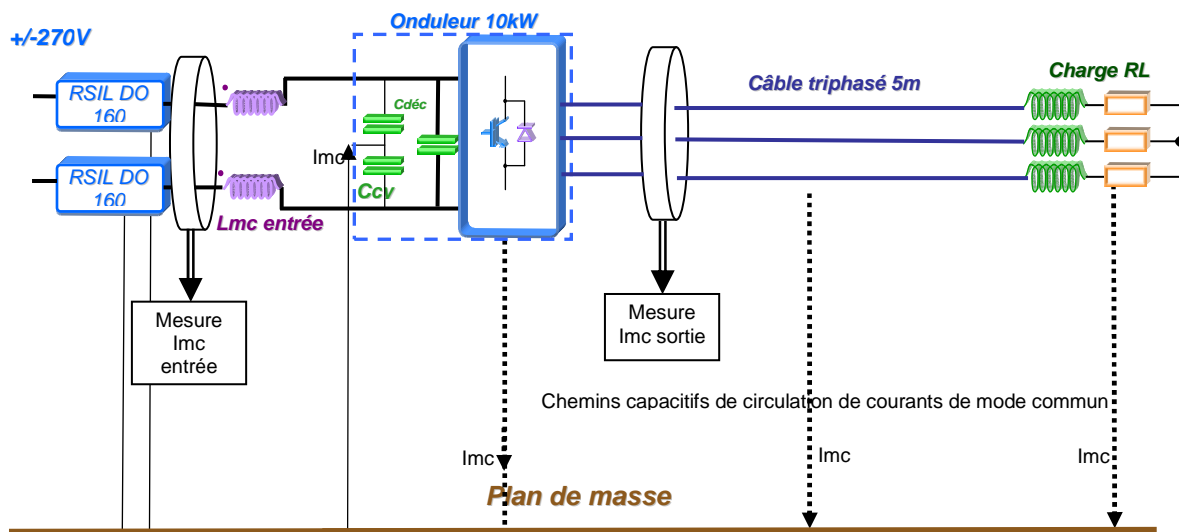 Onduleur 10kW
+/-270V
RSIL DO
160
Cdéc
Câble triphasé 5m
Charge RL
Imc
RSIL DO
160
Ccv
Lmc entrée
Mesure
Imc
entrée
Mesure
Imc sortie
Chemins capacitifs de circulation de courants de mode commun
Imc
Imc
Imc
Plan de masse